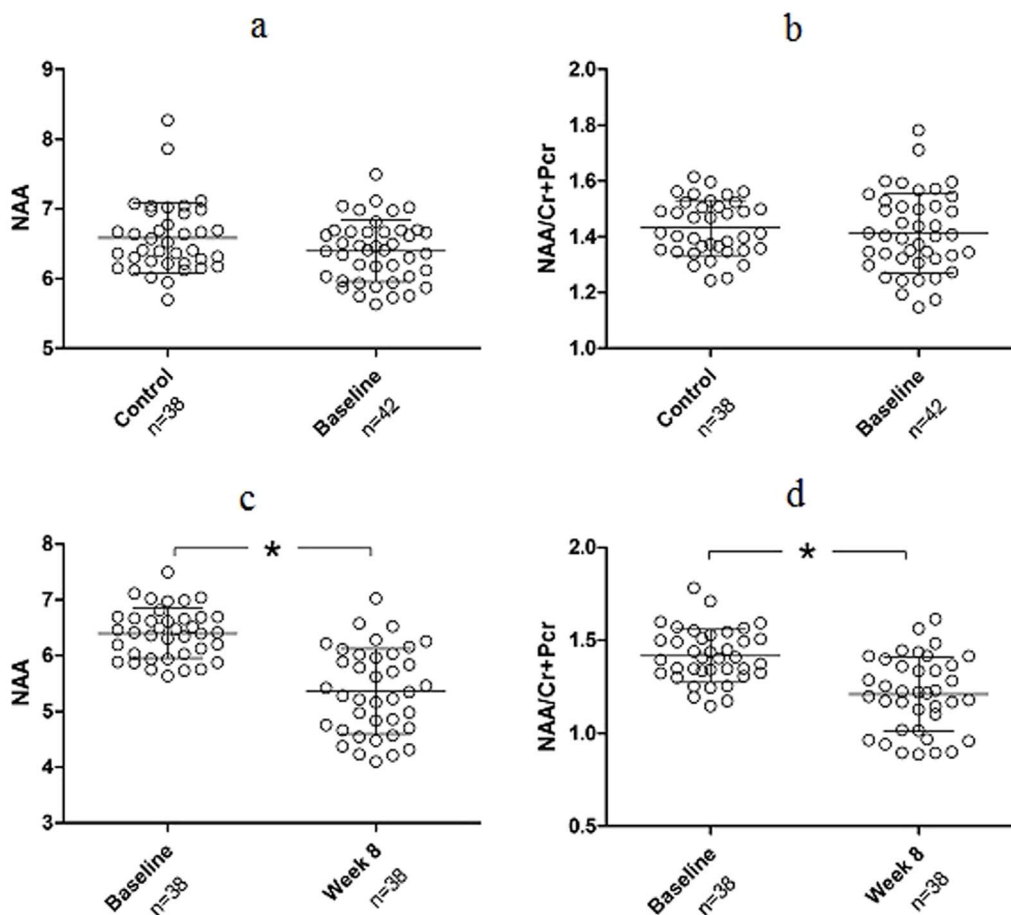 a
NAA
9
8
7
6
5
Control
n=38
Baseline
n=42
b
NAA/Cr+Pcr
2.0
1.8
1.6
1.4
1.2
1.0
Control
n=38
Baseline
n=42
c
NAA
8
7
6
5
4
3
*
Baseline
n=38
Week 8
n=38
d
NAA/Cr+Pcr
2.0
1.5
1.0
0.5
*
Baseline
n=38
Week 8
n=38